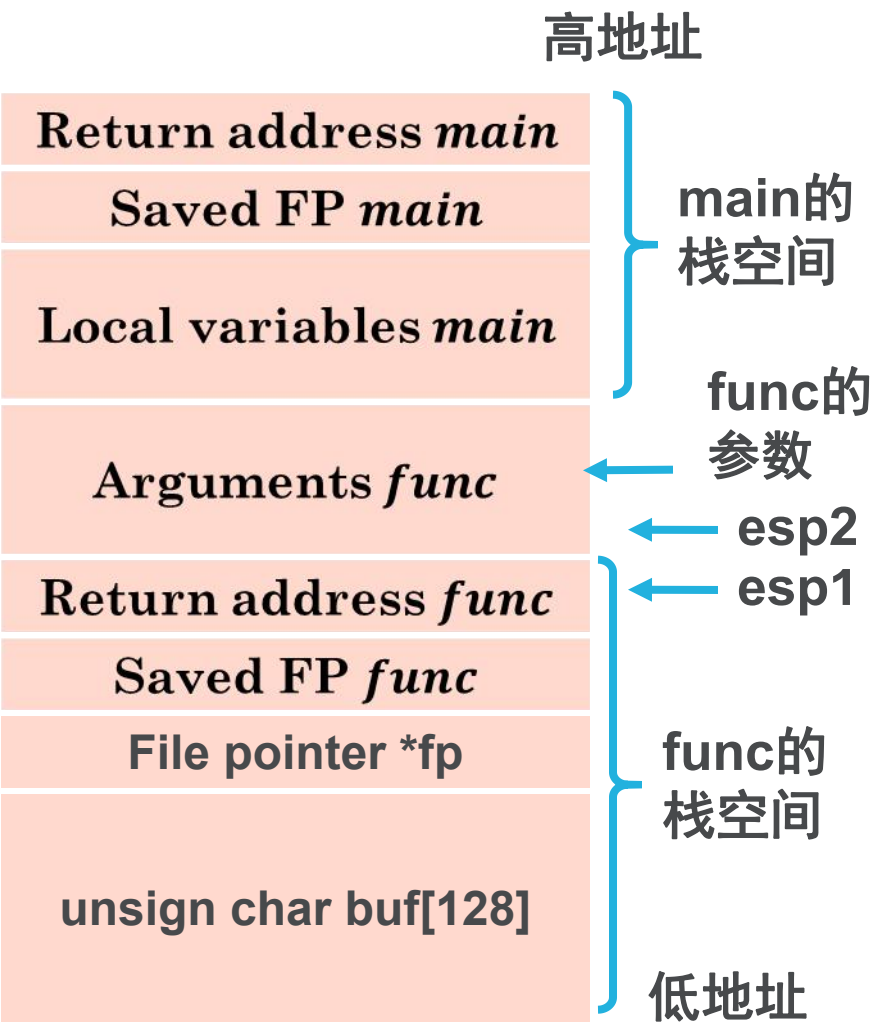 高地址
Return address main
Saved FP main
main的
栈空间
Local variables main
func的
参数
Arguments func
esp2
esp1
Return address func
Saved FP func
File pointer *fp
func的
栈空间
unsign char buf[128]
低地址